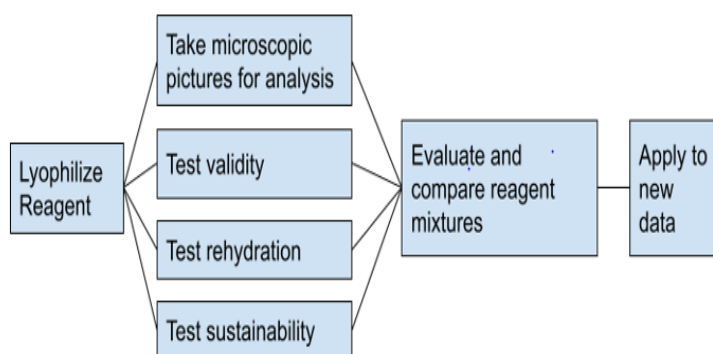 Lyophilize
Reagent
Take microscopic
pictures for analysis
Test validity
Test rehydration
Test sustainability
Evaluate and
compare reagent
mixtures
Apply to
new
data